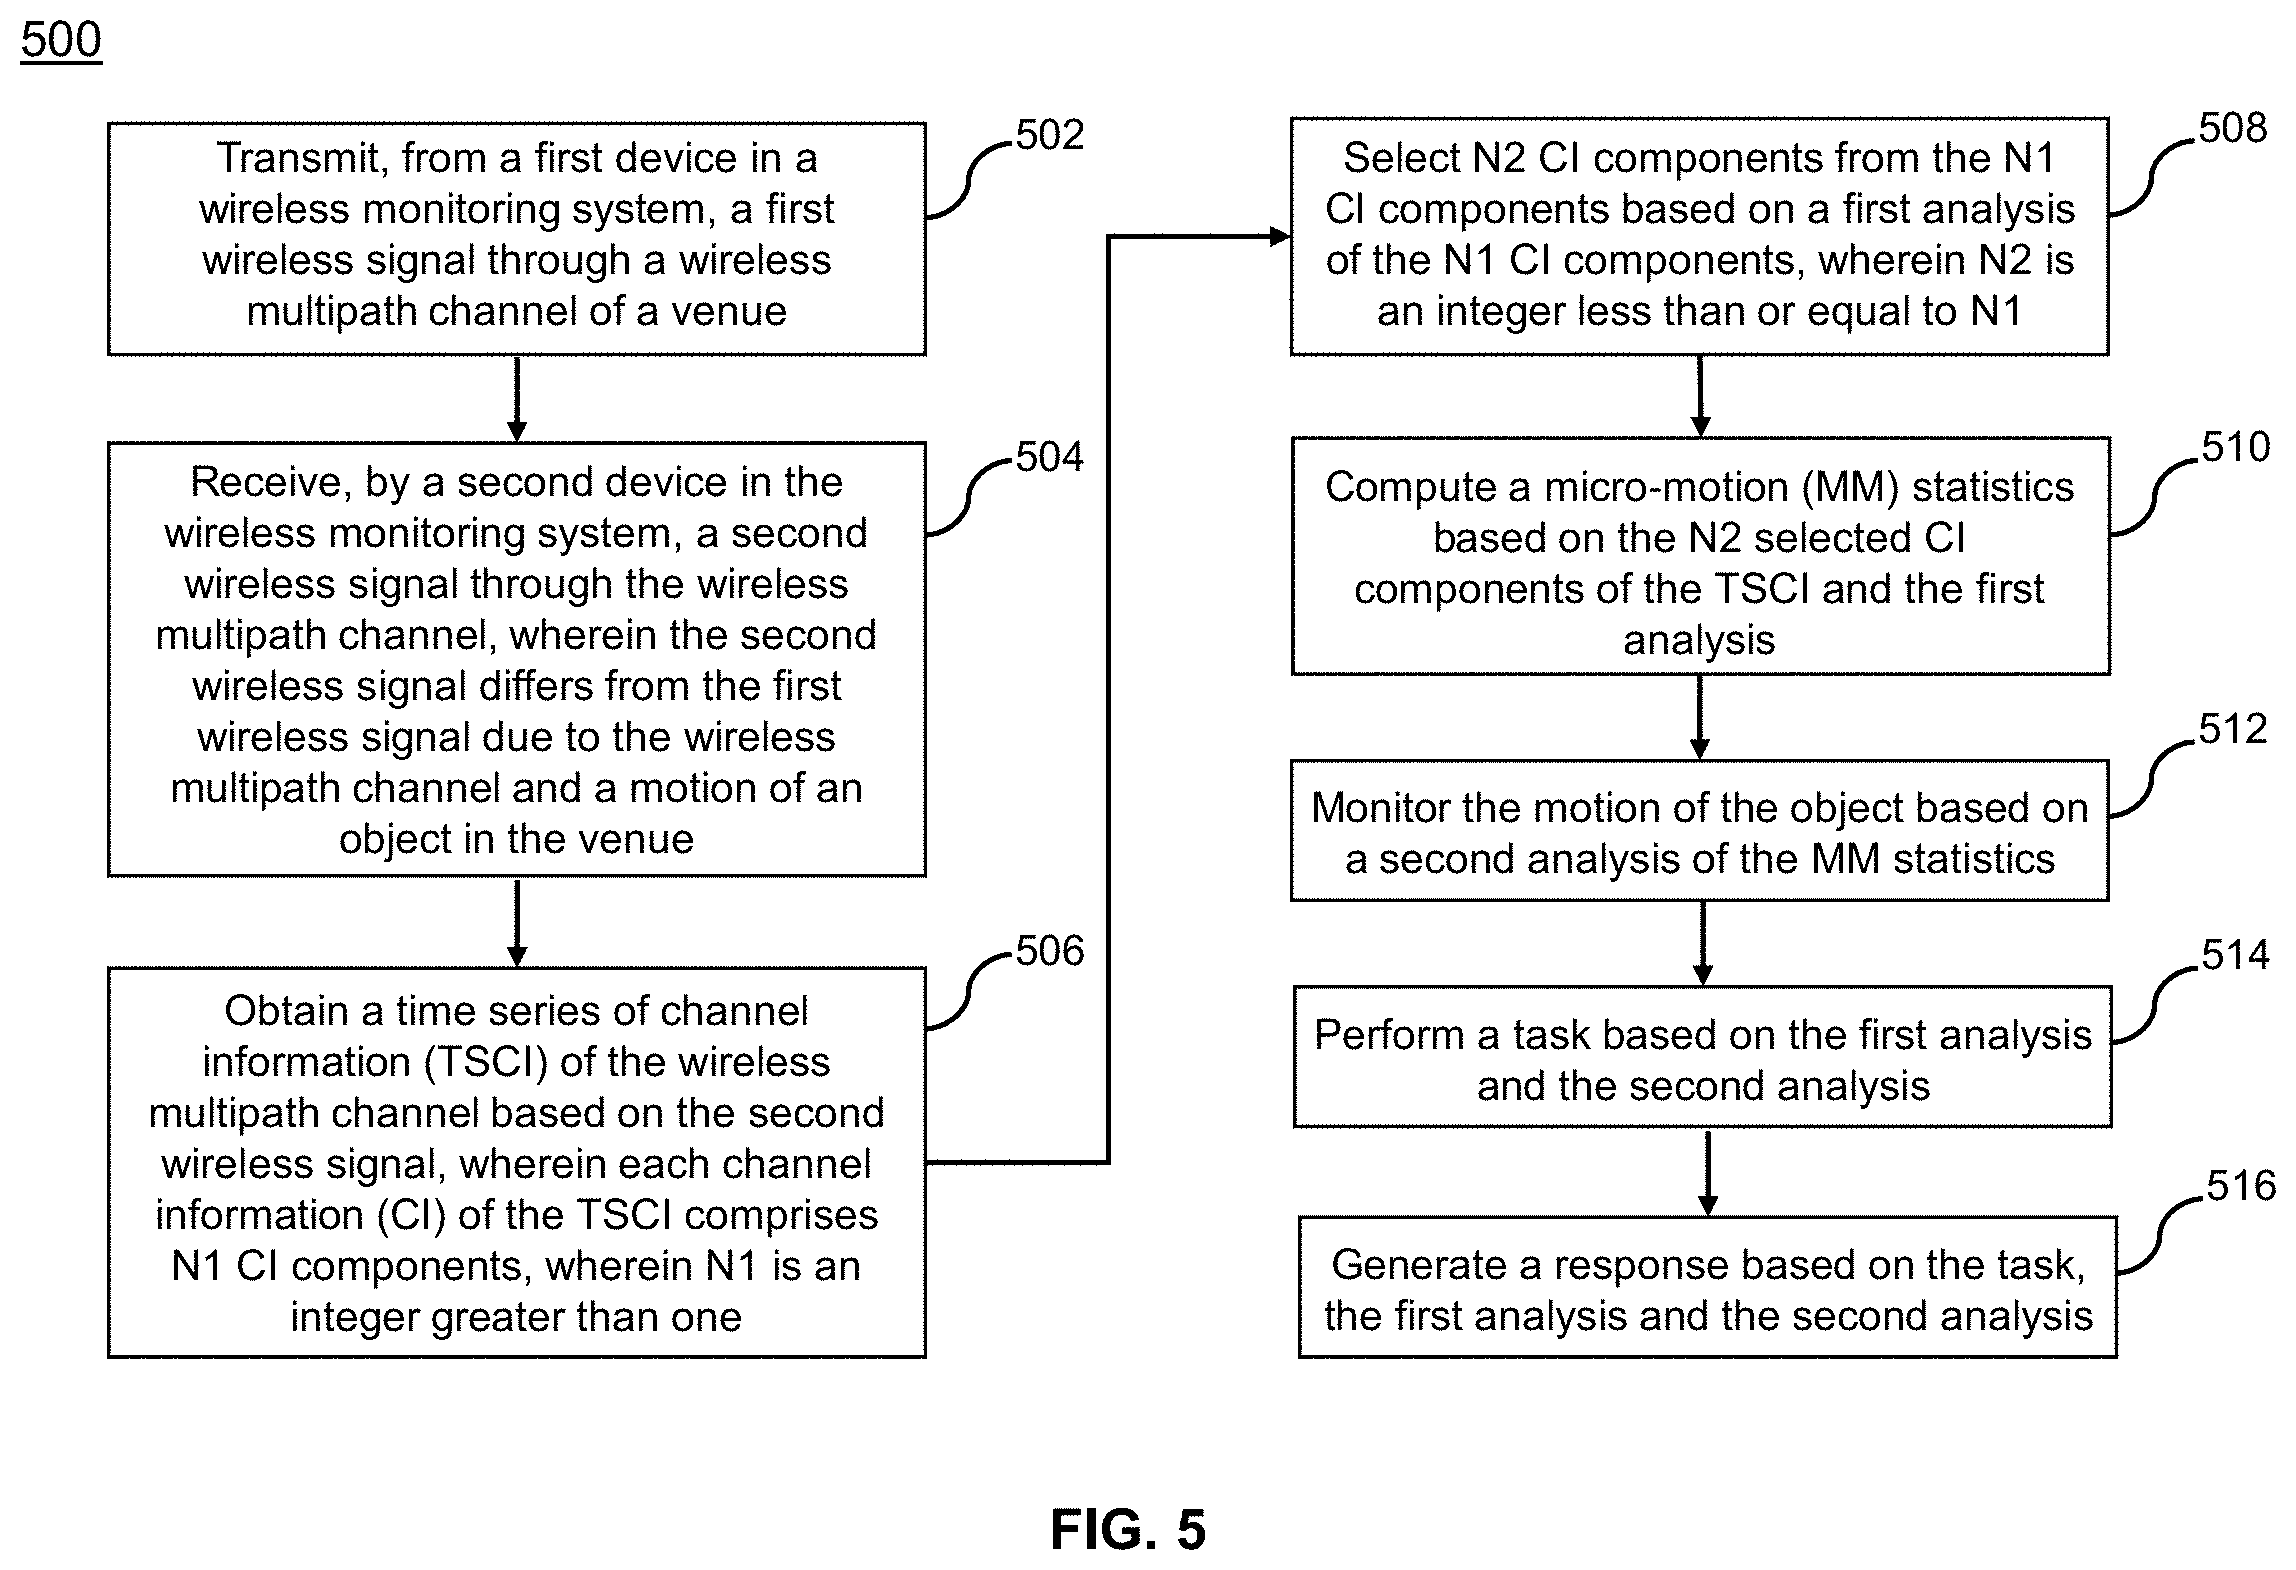 500
502
Transmit, from a first device in a
wireless monitoring system, a first
wireless signal through a wireless
multipath channel of a venue
504
Receive, by a second device in the
wireless monitoring system, a second
wireless signal through the wireless
multipath channel, wherein the second
wireless signal differs from the first
wireless signal due to the wireless
multipath channel and a motion of an
object in the venue
506
Obtain a time series of channel
information (TSCI) of the wireless
multipath channel based on the second
wireless signal, wherein each channel
information (CI) of the TSCI comprises
N1 CI components, wherein N1 is an
integer greater than one
508
Select N2 CI components from the N1
CI components based on a first analysis
of the N1 CI components, wherein N2 is
an integer less than or equal to N1
510
Compute a micro-motion (MM) statistics
based on the N2 selected CI
components of the TSCI and the first
analysis
512
Monitor the motion of the object based on
a second analysis of the MM statistics
514
Perform a task based on the first analysis
and the second analysis
516
Generate a response based on the task,
the first analysis and the second analysis
FIG. 5